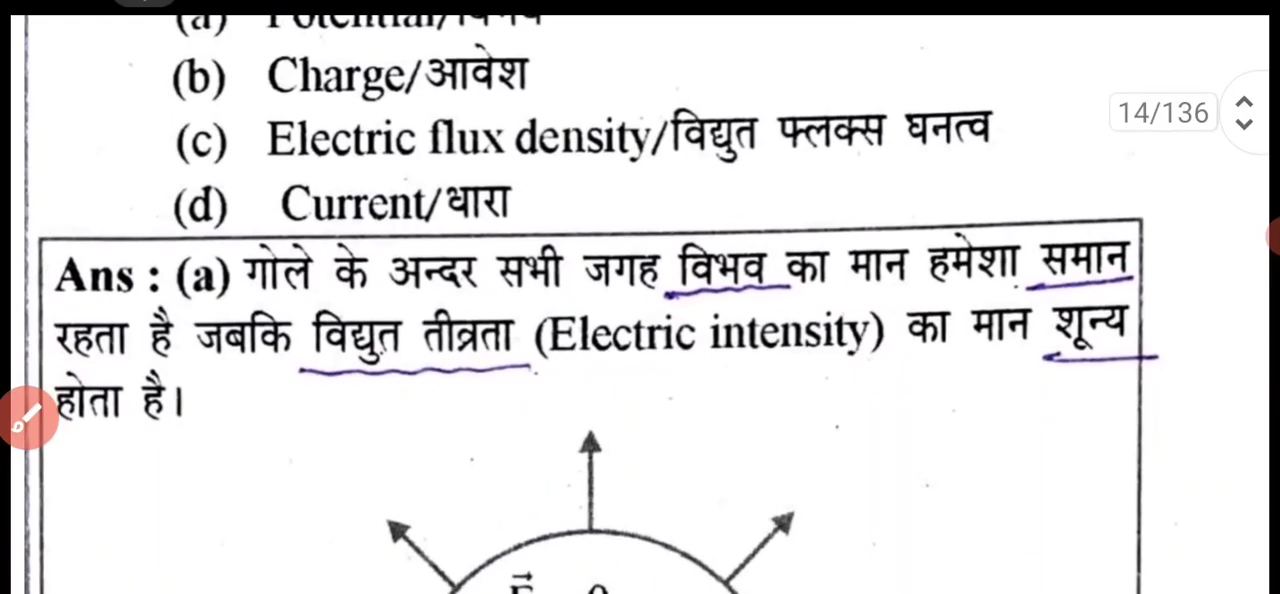 (b) Charge/आवेश
14/136
(c) Electric flux density/विद्युत फ्लक्स घनत्व
(d) Current/धारा
Ans : (a) गोले के अन्दर सभी जगह विभव का मान हमेशा समान
रहता है जबकि विद्युत तीव्रता (Electric intensity) का मान शून्य
होता है।